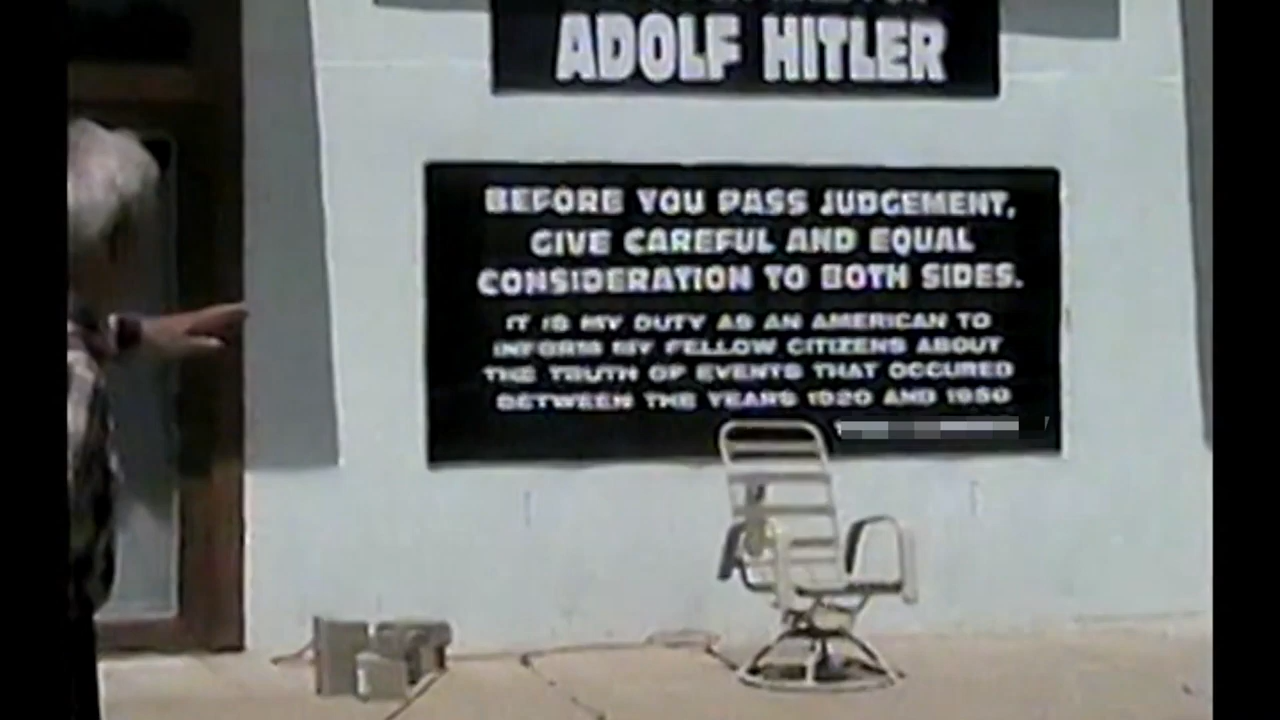 ADOLF HITLER
BEFORE YOU PASS JUDGEMENT,
GIVE CAREFUL AND EQUAL
CONSIDERATION TO BOTH SIDES.
IT IS MY DUTY AS AN AMERICAN TO
INFORM MY FELLOW CITIZENS ABOUT
THE TRUTH OF EVENTS THAT OCCURED
BETWEEN THE YEARS 1920 AND 1950